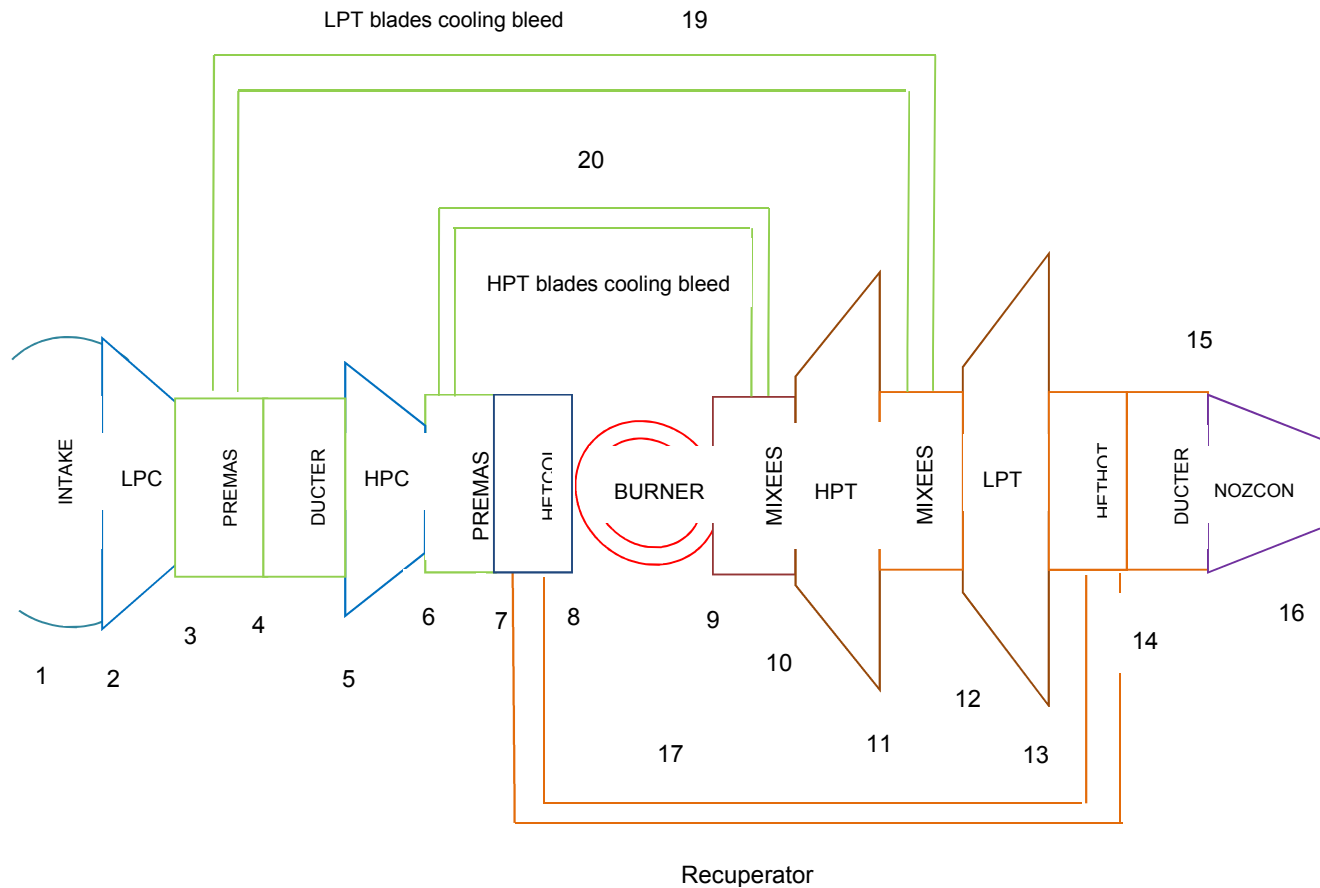 LPT blades cooling bleed
19
20
HPT blades cooling bleed
15
INTAKE
LPC
PREMAS
DUCTER
HPC
PREMAS
HETCOL
BURNER
MIXEES
HPT
MIXEES
LPT
HETHOT
DUCTER
NOZCON
1
2
3
4
5
6
7
8
9
10
11
12
13
14
16
17
Recuperator